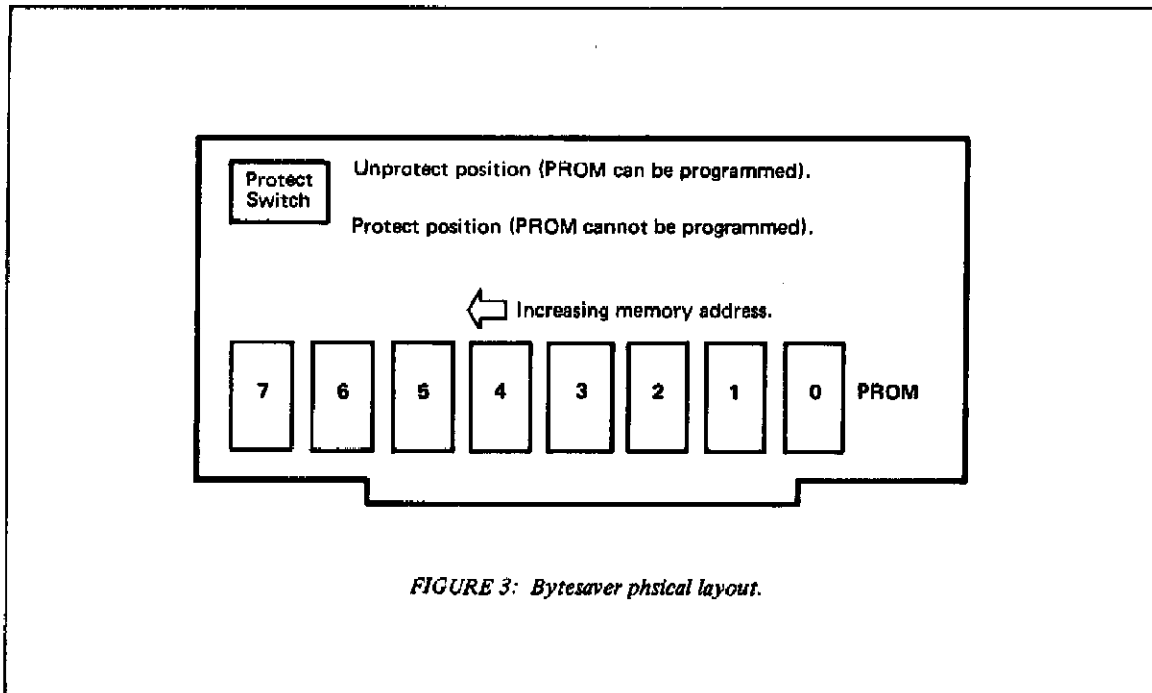 Protect
Switch
Unprotect position (PROM can be programmed).
Protect position (PROM cannot be programmed).
Increasing memory address.
7 6 5 4 3 2 1 0 PROM
FIGURE 3: Bytesaver phsical layout.